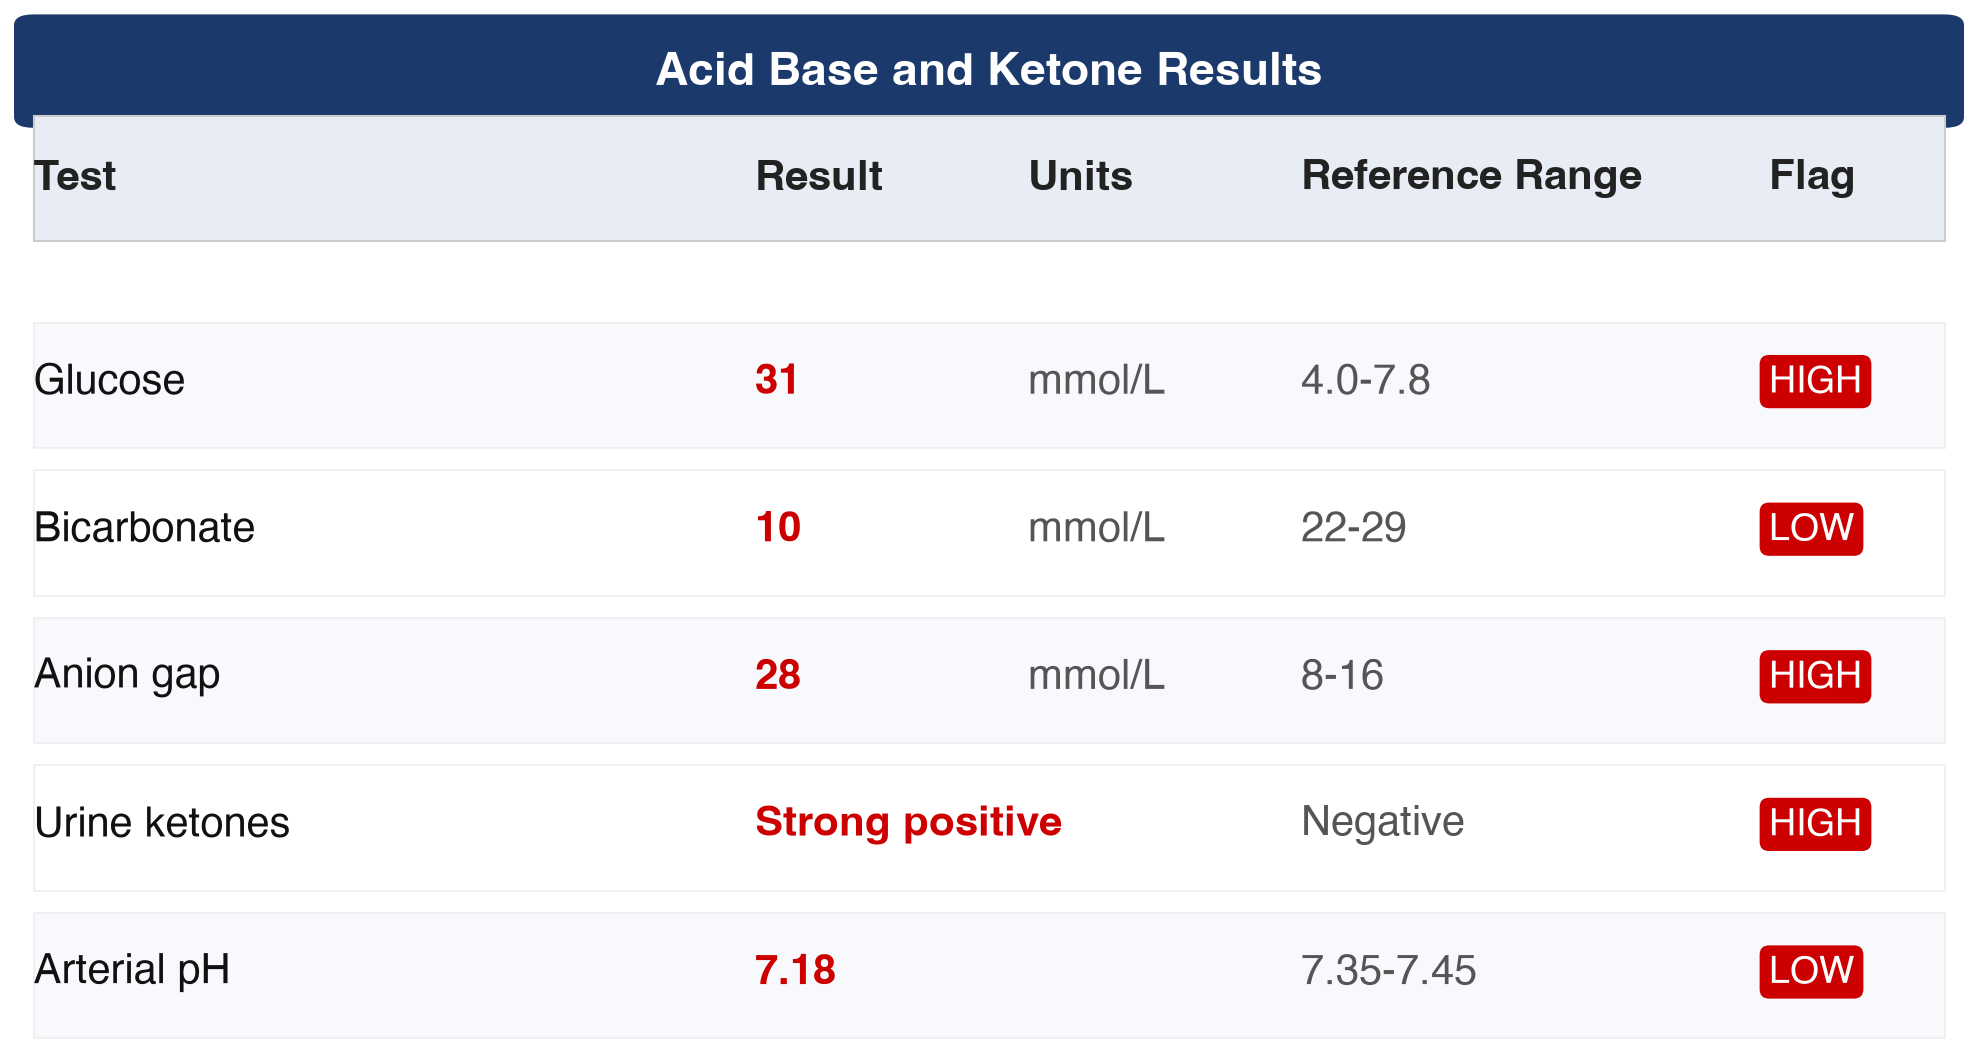 Acid Base and Ketone Results
Test Result Units Reference Range Flag
Glucose 31 mmol/L 4.0-7.8 HIGH
Bicarbonate 10 mmol/L 22-29 LOW
Anion gap 28 mmol/L 8-16 HIGH
Urine ketones Strong positive Negative HIGH
Arterial pH 7.18 7.35-7.45 LOW